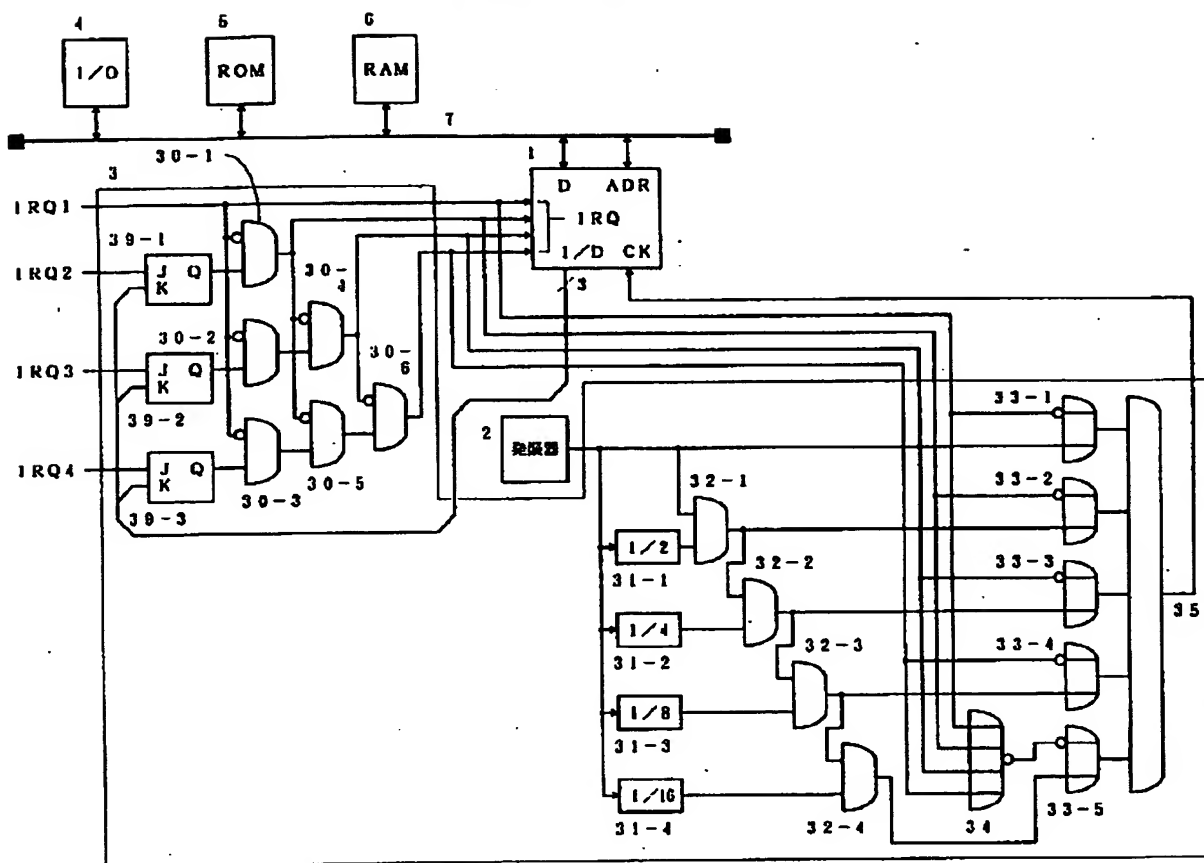 4
5
6
I/O
ROM
RAM
7
30-1
1
3
D ADR
IRQ1
IRQ
39-1
I/D CK
30-4
IRQ2
J Q
K
3
30-2
30-6
IRQ3
J Q
K
39-2
33-1
2
発振器
IRQ4
J Q
K
32-1
33-2
39-3
30-3
30-5
1/2
32-2
33-3
31-1
35
1/4
32-3
33-4
31-2
1/8
31-3
1/16
31-4
32-4
34
33-5